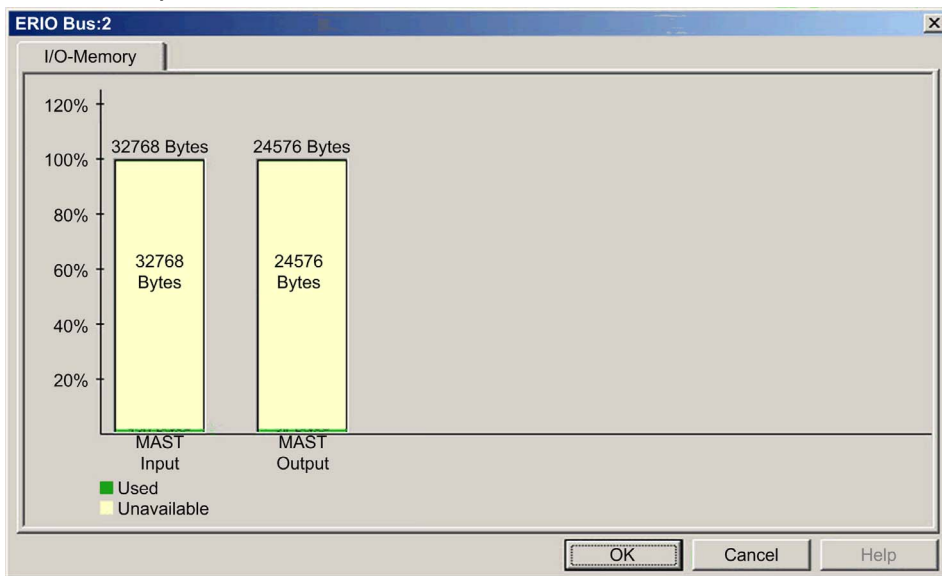 ERIO Bus:2
I/O-Memory
120%
32768 Bytes 24576 Bytes
100%
80%
32768 24576
60%
Bytes Bytes
40%
20%
MAST MAST
Input Output
Used
Unavailable
OK Cancel Help